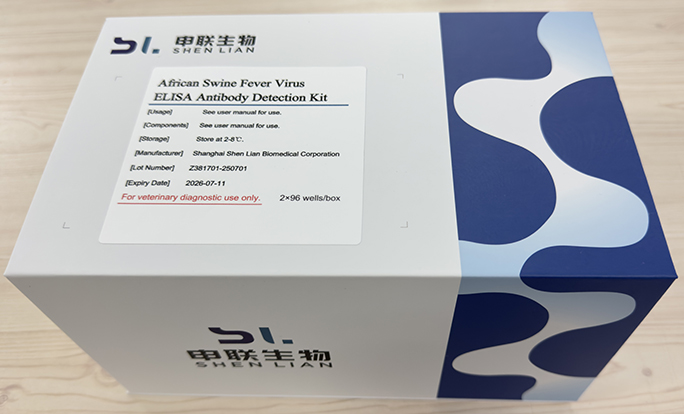 申联生物
SHEN LIAN
African Swine Fever Virus
ELISA Antibody Detection Kit
[Usage] See user manual for use.
[Components] See user manual for use.
[Storage] Store at 2-8℃.
[Manufacturer] Shanghai Shen Lian Biomedical Corporation
[Lot Number] Z381701-250701
[Expiry Date] 2026-07-11
For veterinary diagnostic use only. 2×96 wells/box
申联生物
SHEN LIAN